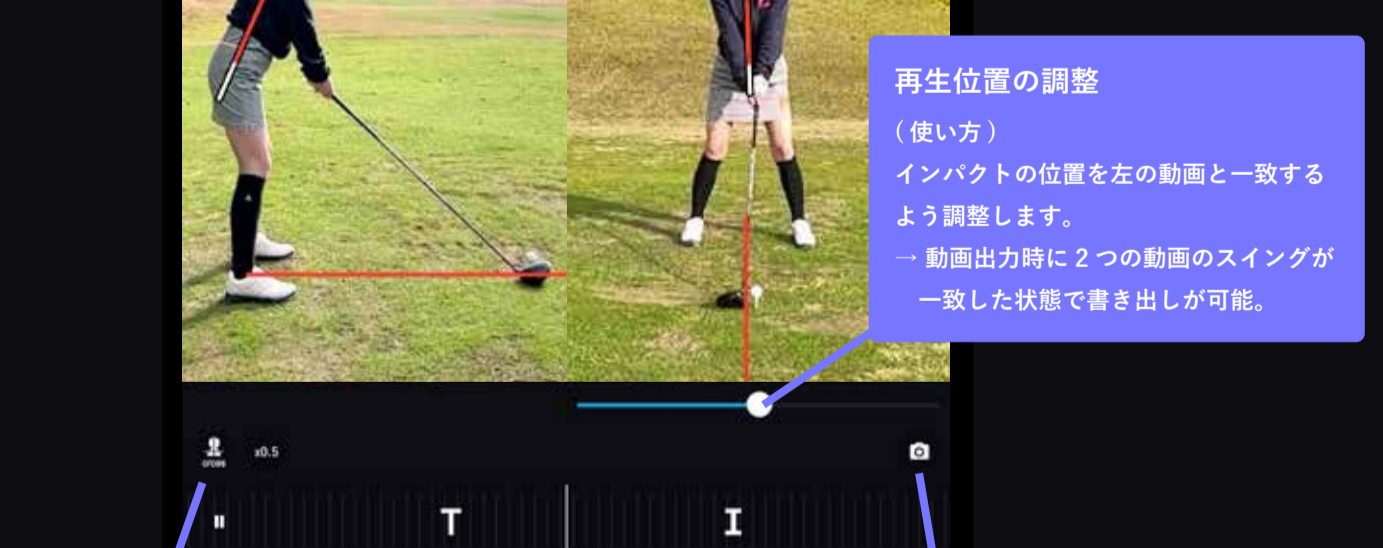 再生位置の調整
（使い方）
インパクトの位置を左の動画と一致する
よう調整します。
→ 動画出力時に2つの動画のスイングが
一致した状態で書き出しが可能。
cross
x0.5
T
I